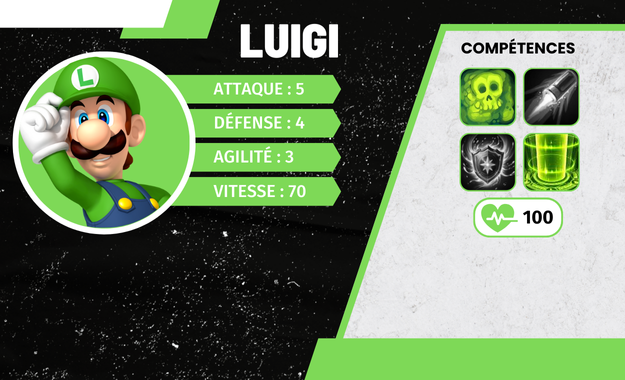 LUIGI
L
ATTAQUE : 5
DÉFENSE : 4
AGILITÉ : 3
VITESSE : 70
COMPÉTENCES
100